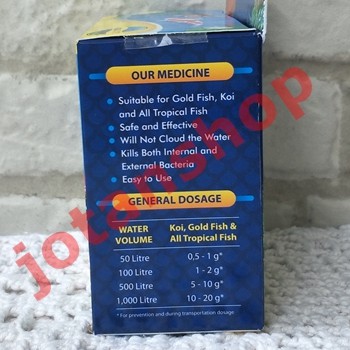 OUR MEDICINE
• Suitable for Gold Fish, Koi
and All Tropical Fish
• Safe and Effective
• Will Not Cloud the Water
• Kills Both Internal and
External Bacteria
• Easy to Use
GENERAL DOSAGE
WATER VOLUME Koi, Gold Fish & All Tropical Fish
50 Litre 0,5 - 1 g*
100 Litre 1 - 2 g*
500 Litre 5 - 10 g*
1,000 Litre 10 - 20 g*
* For prevention and during transportation dosage
jotanshop